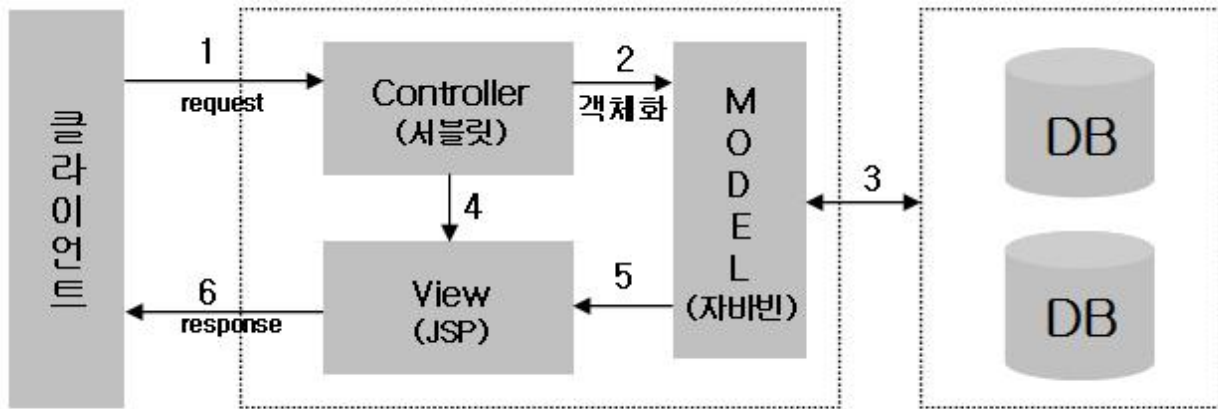 클라이언트
1
request
Controller
(서블릿)
2
객체화
MODEL
(자바빈)
3
DB
DB
4
View
(JSP)
5
6
response